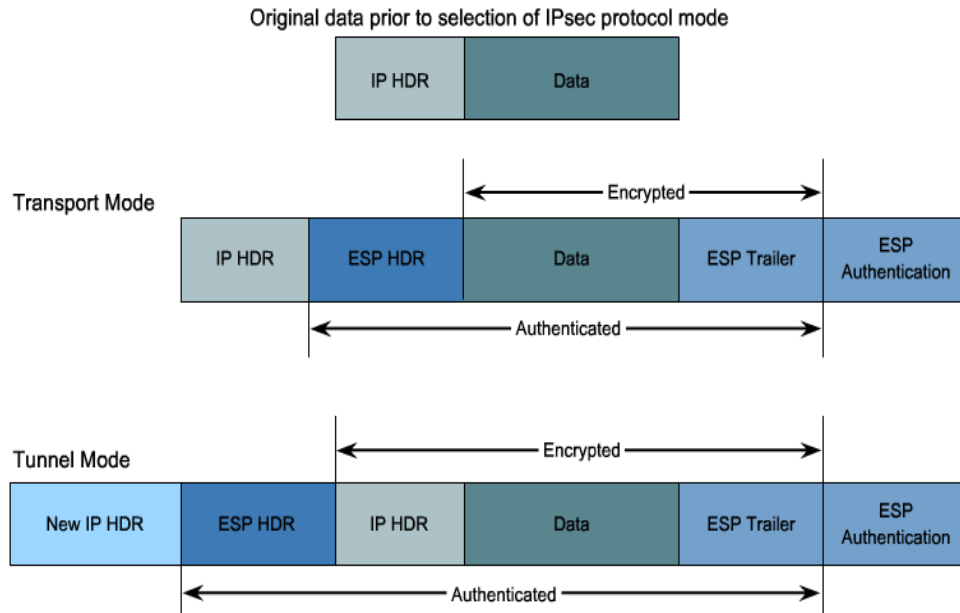 Original data prior to selection of IPsec protocol mode
IP HDR
Data
Transport Mode
Encrypted
IP HDR
ESP HDR
Data
ESP Trailer
ESP
Authentication
Authenticated
Tunnel Mode
Encrypted
New IP HDR
ESP HDR
IP HDR
Data
ESP Trailer
ESP
Authentication
Authenticated